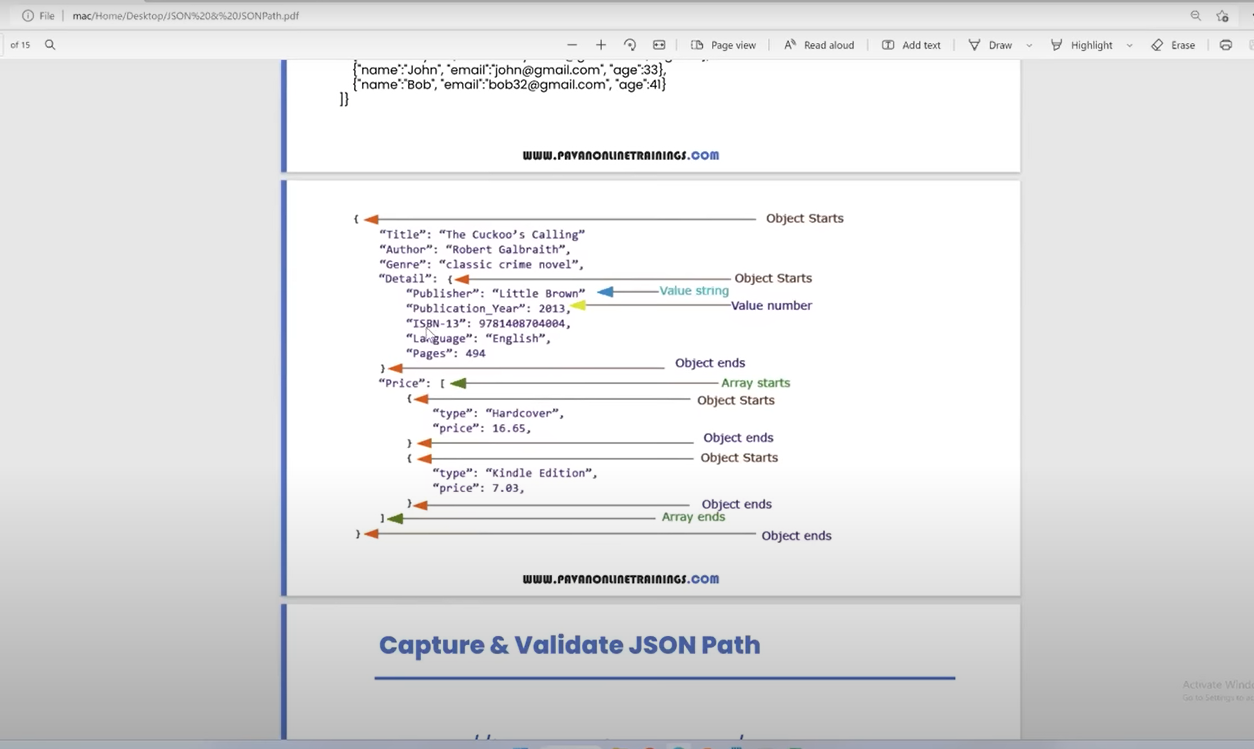 File mac/Home/Desktop/JSON%20&%20JSONPath.pdf
of 15 Page view Read aloud Add text Draw Highlight Erase
{"name":"John", "email":"john@gmail.com", "age":33},
{"name":"Bob", "email":"bob32@gmail.com", "age":41}
]}
WWW.PAVANONLINETRAININGS.COM
{ Object Starts
“Title”: “The Cuckoo’s Calling”
“Author”: “Robert Galbraith”,
“Genre”: “classic crime novel”,
“Detail”: { Object Starts
“Publisher”: “Little Brown” Value string
“Publication_Year”: 2013, Value number
“ISBN-13”: 9781408704004,
“Language”: “English”,
“Pages”: 494
} Object ends
“Price”: [ Array starts
{ Object Starts
“type”: “Hardcover”,
“price”: 16.65,
} Object ends
{ Object Starts
“type”: “Kindle Edition”,
“price”: 7.03,
} Object ends
] Array ends
} Object ends
WWW.PAVANONLINETRAININGS.COM
Capture & Validate JSON Path
Activate
Go to Settings to